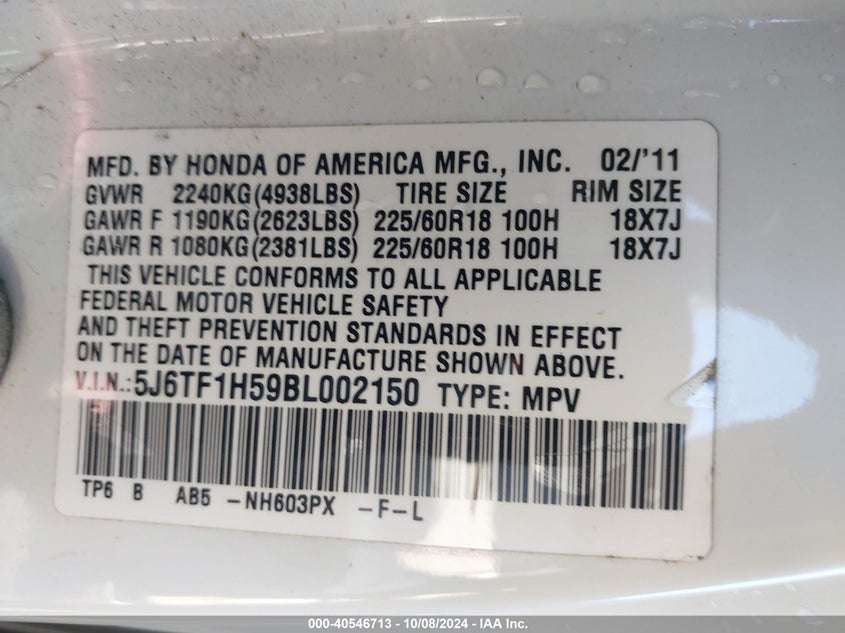 MFD. BY HONDA OF AMERICA MFG., INC. 02/'11
GVWR 2240KG(4938LBS) TIRE SIZE RIM SIZE
GAWR F 1190KG(2623LBS) 225/60R18 100H 18X7J
GAWR R 1080KG(2381LBS) 225/60R18 100H 18X7J
THIS VEHICLE CONFORMS TO ALL APPLICABLE
FEDERAL MOTOR VEHICLE SAFETY
AND THEFT PREVENTION STANDARDS IN EFFECT
ON THE DATE OF MANUFACTURE SHOWN ABOVE.
V.I.N.:5J6TF1H59BL002150 TYPE: MPV
TP6 B AB5 -NH603PX -F-L
000-40546713 - 10/08/2024 - IAA Inc.